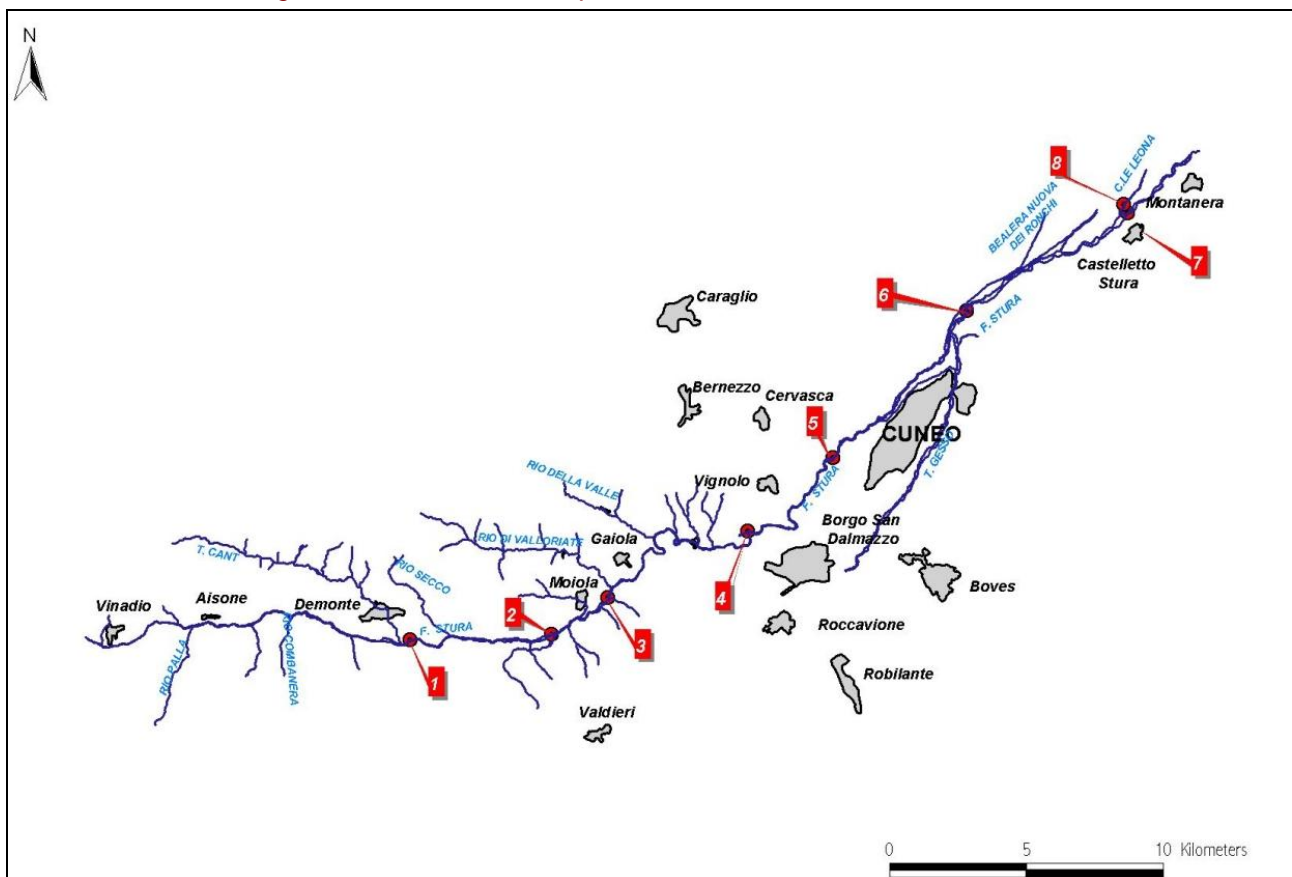 N
8
C.LE LEONA
Montanera
BEALERA NUOVA
DEI RONCHI
Castelletto
Stura
7
Caraglio
6
F. STURA
Bernezzo
Cervasca
5
CUNEO
T. GESSO
RIO DELLA VALLE
Vignolo
F. STURA
Borgo San
Dalmazzo
RIO DI VALLORIATE
Gaiola
T. CANT
RIO SECCO
4
Boves
Moiola
Vinadio
Aisone
Demonte
2
F. STURA
3
Roccavione
RIO PALLA
RIO COMBANERA
1
Robilante
Valdieri
0
5
10 Kilometers